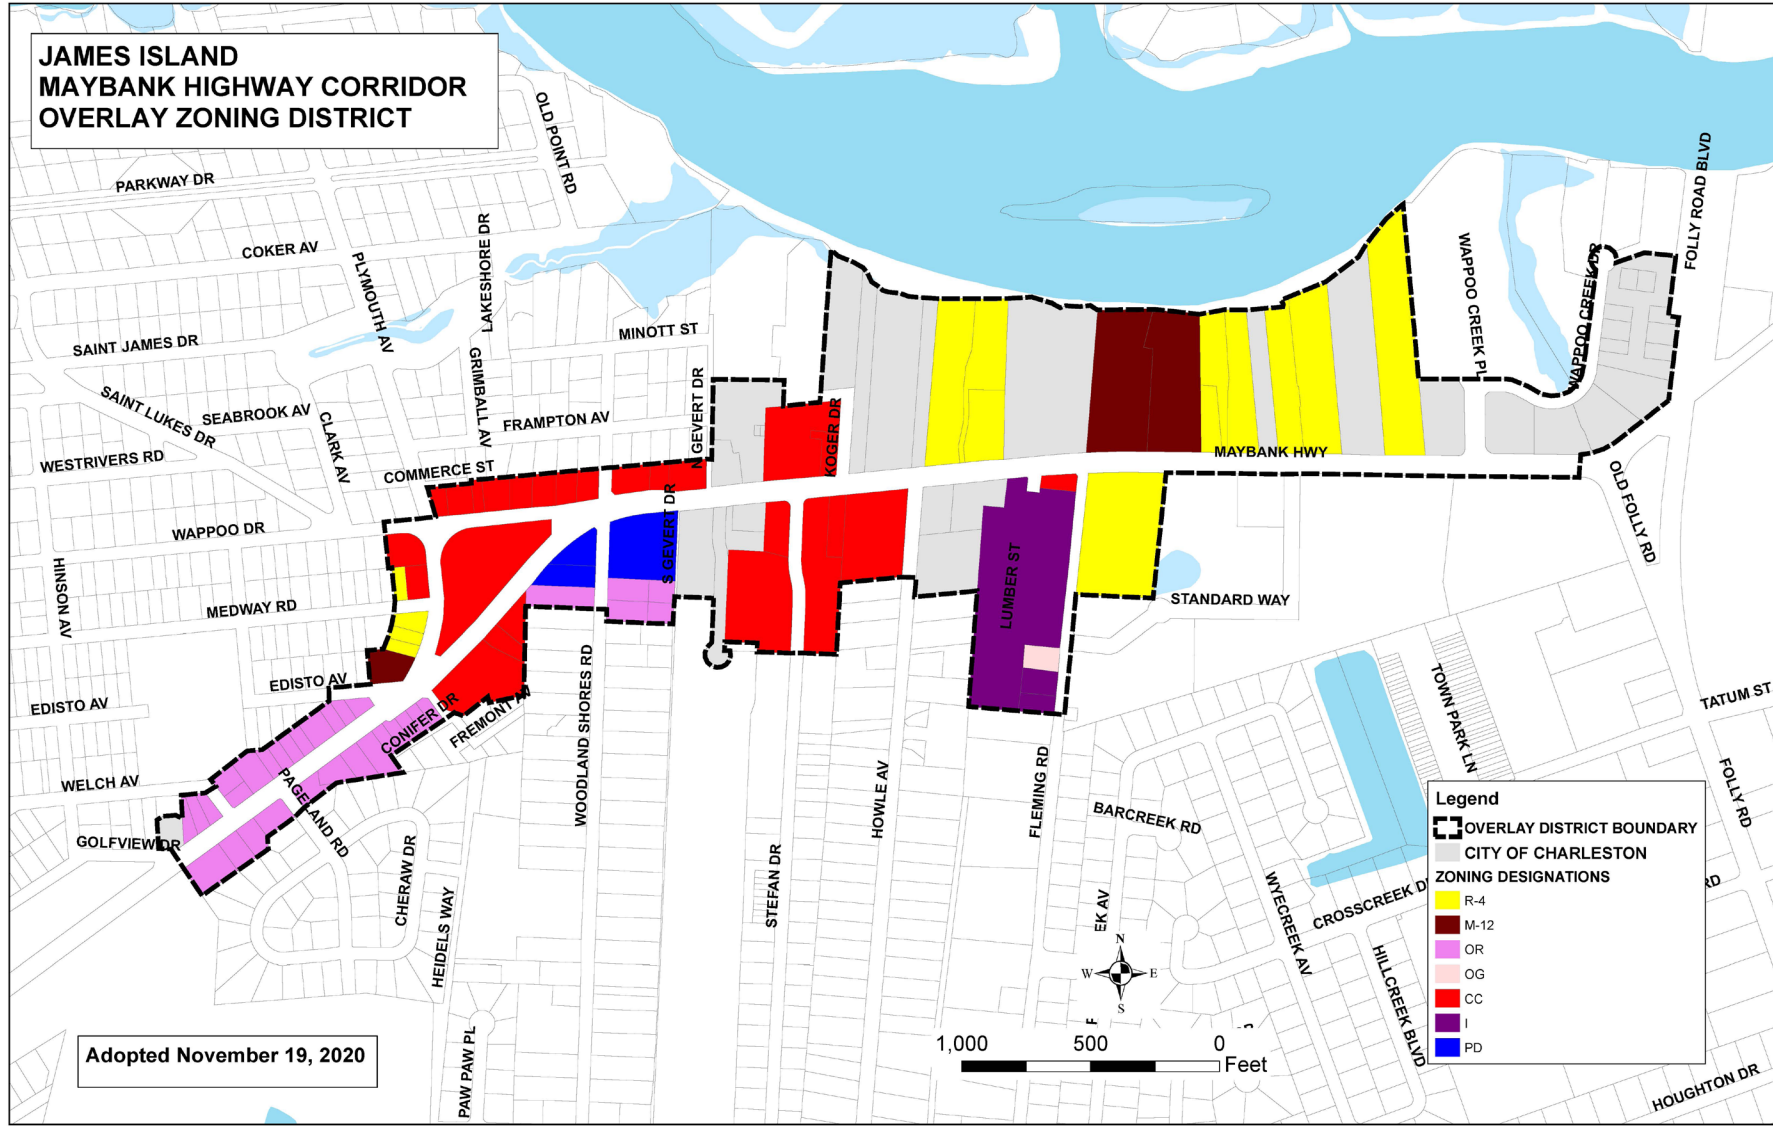 JAMES ISLAND
MAYBANK HIGHWAY CORRIDOR
OVERLAY ZONING DISTRICT
OLD POINT RD
PARKWAY DR
COKER AV
PLYMOUTH AV
LAKESHORE DR
FOLLY ROAD BLVD
WAPPOO CREEK PL
WAPPOO CREEK DR
MINOTT ST
SAINT JAMES DR
GRIMBALL AV
N GEVERT DR
SAINT LUKES DR
SEABROOK AV
CLARK AV
FRAMPTON AV
KOGER DR
WESTRIVERS RD
COMMERCE ST
MAYBANK HWY
OLD FOLLY RD
WAPPOO DR
S GEVERT DR
HINSON AV
MEDWAY RD
LUMBER ST
STANDARD WAY
EDISTO AV
EDISTO AV
CONIFER DR
FREMONT AV
WOODLAND SHORES RD
TOWN PARK LN
TATUM ST
WELCH AV
PAGELAND RD
GOLFVIEW DR
CHERAW DR
HEIDELS WAY
STEFAN DR
HOWLE AV
FLEMING RD
BARCREEK RD
FOLLY RD
WYECREEK AV
CROSSCREEK D
RD
EK AV
HILLCREEK BLVD
PAW PAW PL
HOUGHTON DR
Legend
OVERLAY DISTRICT BOUNDARY
CITY OF CHARLESTON
ZONING DESIGNATIONS
R-4
M-12
OR
OG
CC
I
PD
N
W E
S
1,000 500 0
Feet
Adopted November 19, 2020